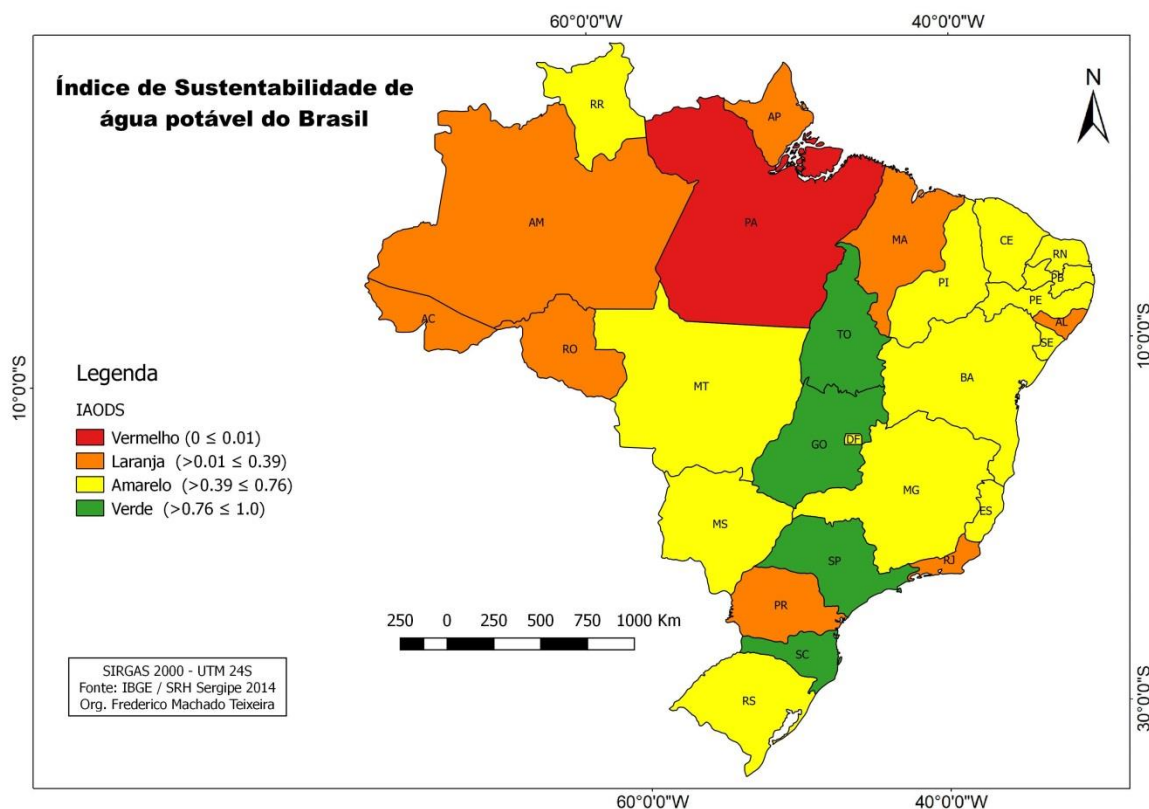 60°0'0"W
40°0'0"W
Índice de Sustentabilidade de
água potável do Brasil
N
RR
AP
AM
PA
MA
CE
RN
PB
PI
PE
AL
SE
AC
RO
TO
BA
MT
GO
DF
MG
ES
MS
SP
RJ
PR
SC
RS
10°0'0"S
10°0'0"S
30°0'0"S
Legenda
IAODS
Vermelho (0 ≤ 0.01)
Laranja (>0.01 ≤ 0.39)
Amarelo (>0.39 ≤ 0.76)
Verde (>0.76 ≤ 1.0)
250 0 250 500 750 1000 Km
SIRGAS 2000 - UTM 24S
Fonte: IBGE / SRH Sergipe 2014
Org. Frederico Machado Teixeira
60°0'0"W
40°0'0"W